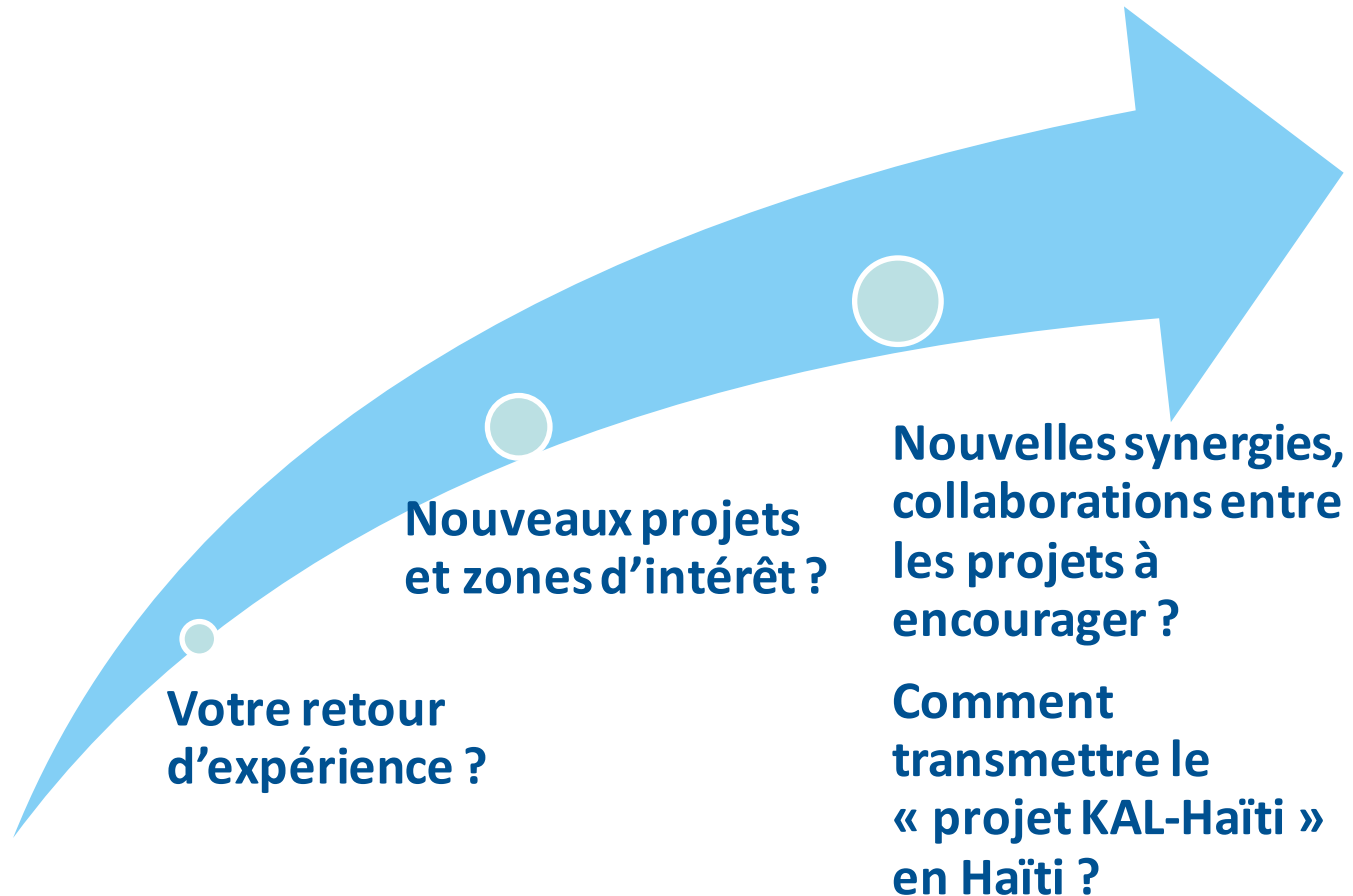 Votre retour
d’expérience ?
Nouveaux projets
et zones d’intérêt ?
Nouvelles synergies,
collaborations entre
les projets à
encourager ?
Comment
transmettre le
« projet KAL-Haïti »
en Haïti ?